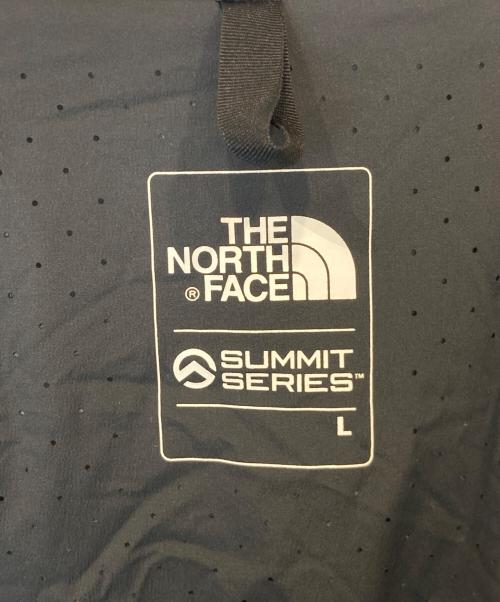 THE
NORTH
® FACE
SUMMIT
SERIES™
L